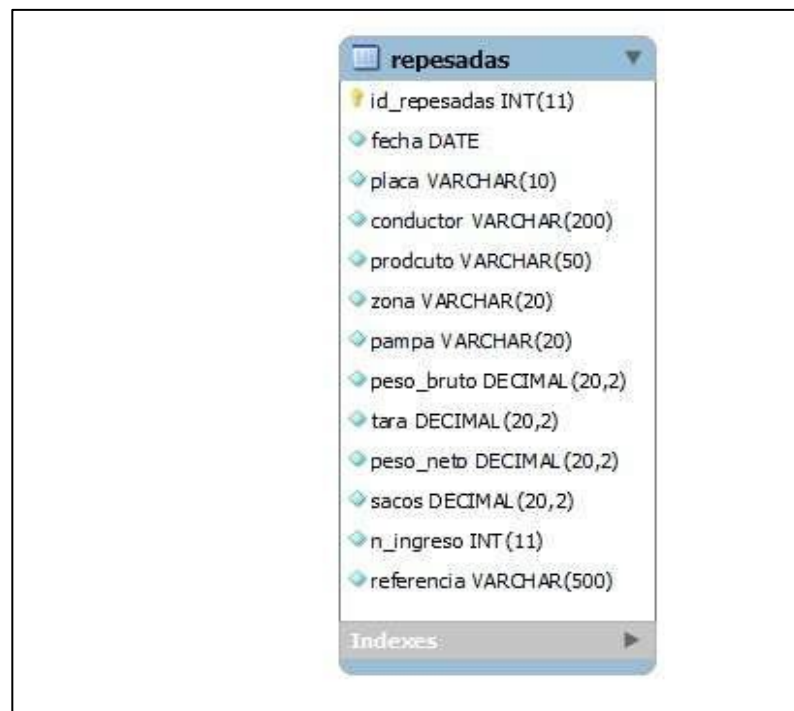 repesadas
id_repesadas INT(11)
fecha DATE
placa VARCHAR(10)
conductor VARCHAR(200)
prodcuto VARCHAR(50)
zona VARCHAR(20)
pampa VARCHAR(20)
peso_bruto DECIMAL(20,2)
tara DECIMAL(20,2)
peso_neto DECIMAL(20,2)
sacos DECIMAL(20,2)
n_ingreso INT(11)
referencia VARCHAR(500)
Indexes